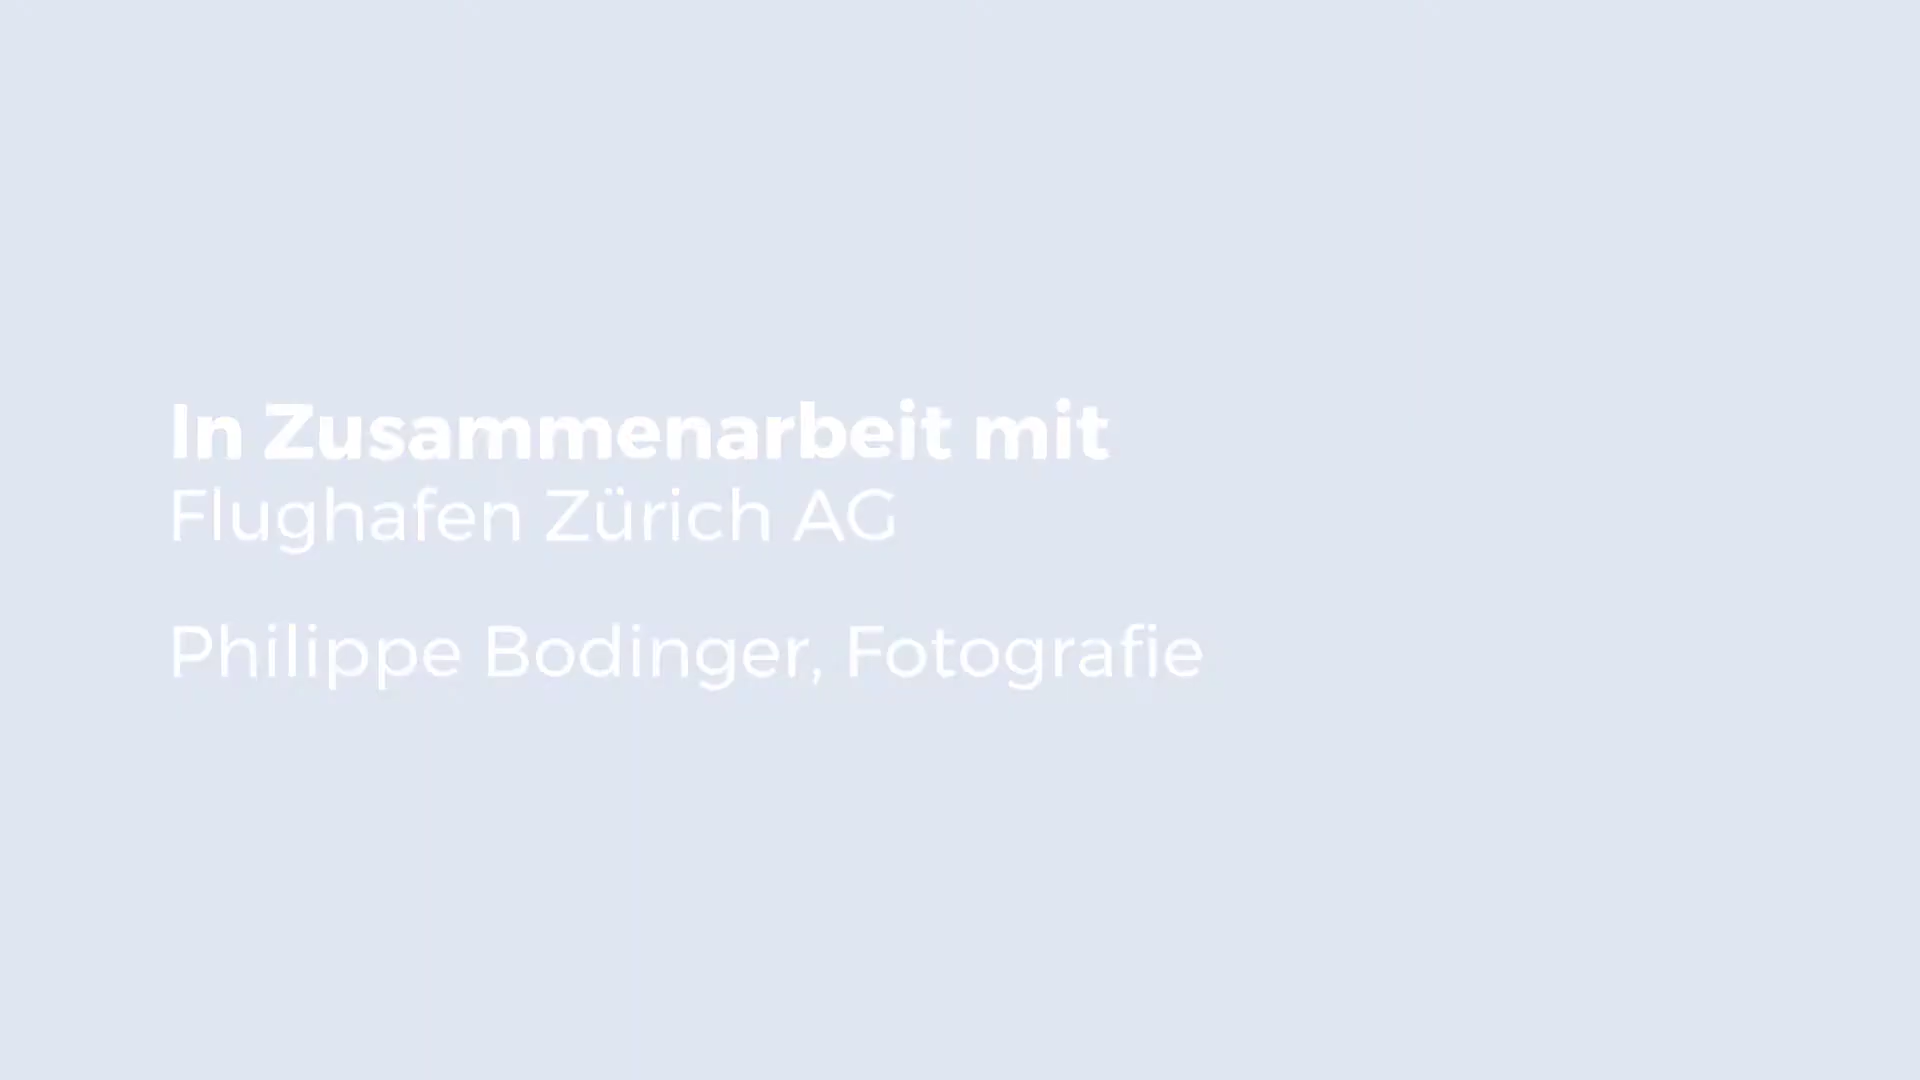 In Zusammenarbeit mit
Flughafen Zürich AG
Philippe Bodinger, Fotografie